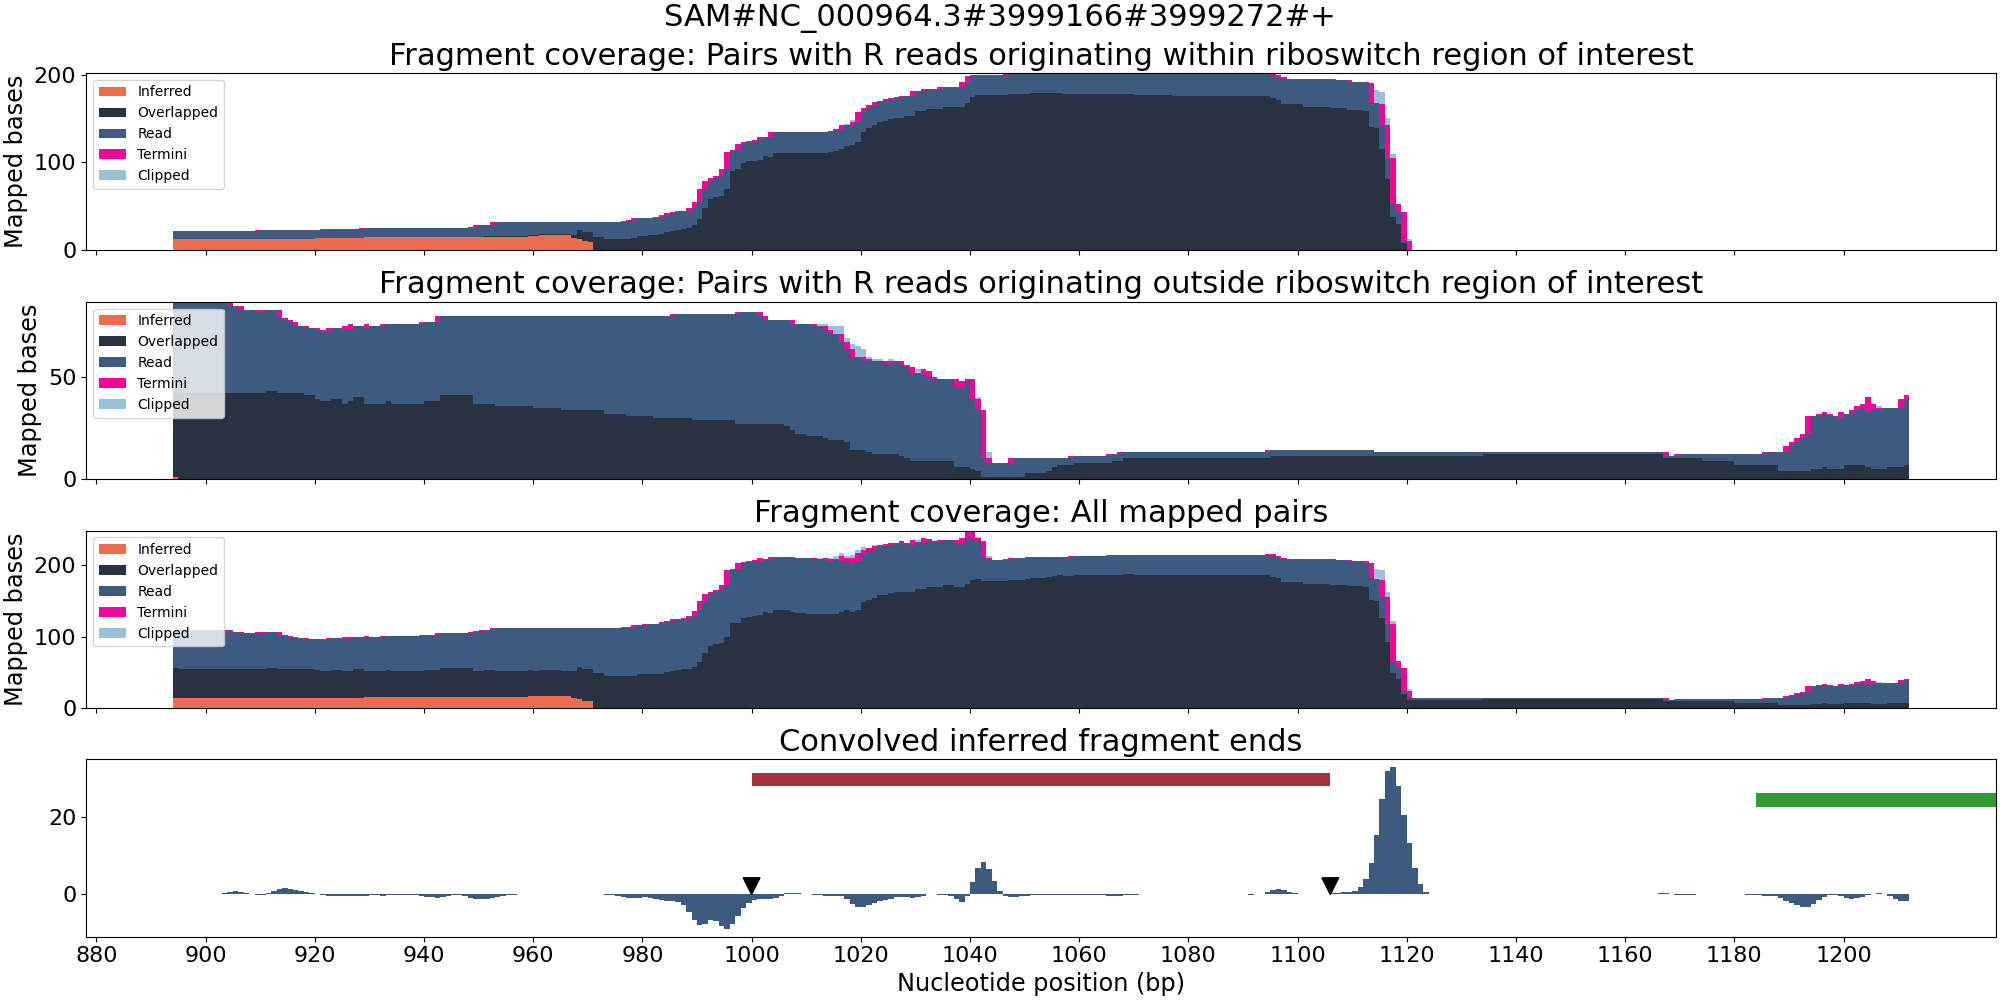 SAM#NC_000964.3#3999166#3999272#+
Fragment coverage: Pairs with R reads originating within riboswitch region of interest
Mapped bases
200
100
0
Inferred
Overlapped
Read
Termini
Clipped
Fragment coverage: Pairs with R reads originating outside riboswitch region of interest
Mapped bases
50
0
Inferred
Overlapped
Read
Termini
Clipped
Fragment coverage: All mapped pairs
Mapped bases
200
100
0
Inferred
Overlapped
Read
Termini
Clipped
Convolved inferred fragment ends
20
0
880 900 920 940 960 980 1000 1020 1040 1060 1080 1100 1120 1140 1160 1180 1200
Nucleotide position (bp)